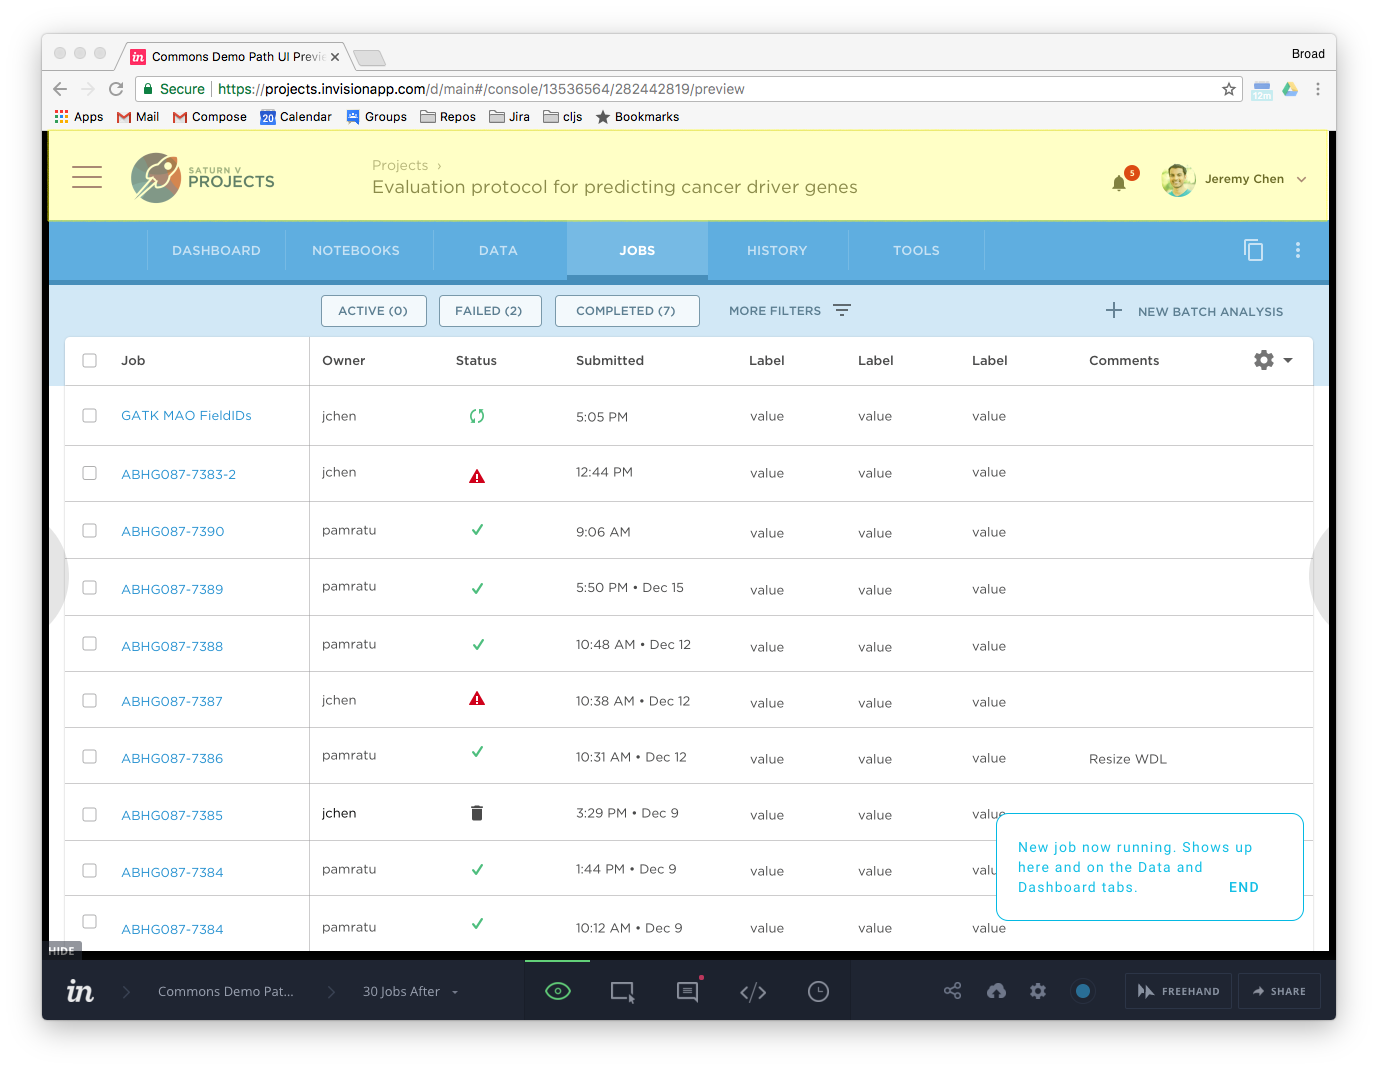 Commons Demo Path UI Previe
Broad
Secure https://projects.invisionapp.com/d/main#/console/13536564/282442819/preview
12m
Apps Mail Compose 20 Calendar Groups Repos Jira cljs Bookmarks
SATURN V
PROJECTS
Projects ›
Evaluation protocol for predicting cancer driver genes
5
Jeremy Chen
DASHBOARD NOTEBOOKS DATA JOBS HISTORY TOOLS
ACTIVE (0) FAILED (2) COMPLETED (7) MORE FILTERS NEW BATCH ANALYSIS
Job Owner Status Submitted Label Label Label Comments
GATK MAO FieldIDs jchen 5:05 PM value value value
ABHG087-7383-2 jchen 12:44 PM value value value
ABHG087-7390 pamratu 9:06 AM value value value
ABHG087-7389 pamratu 5:50 PM • Dec 15 value value value
ABHG087-7388 pamratu 10:48 AM • Dec 12 value value value
ABHG087-7387 jchen 10:38 AM • Dec 12 value value value
ABHG087-7386 pamratu 10:31 AM • Dec 12 value value value Resize WDL
ABHG087-7385 jchen 3:29 PM • Dec 9 value value value
ABHG087-7384 pamratu 1:44 PM • Dec 9 value value valu
ABHG087-7384 pamratu 10:12 AM • Dec 9 value value value
New job now running. Shows up
here and on the Data and
Dashboard tabs. END
HIDE
in Commons Demo Pat... 30 Jobs After FREEHAND SHARE